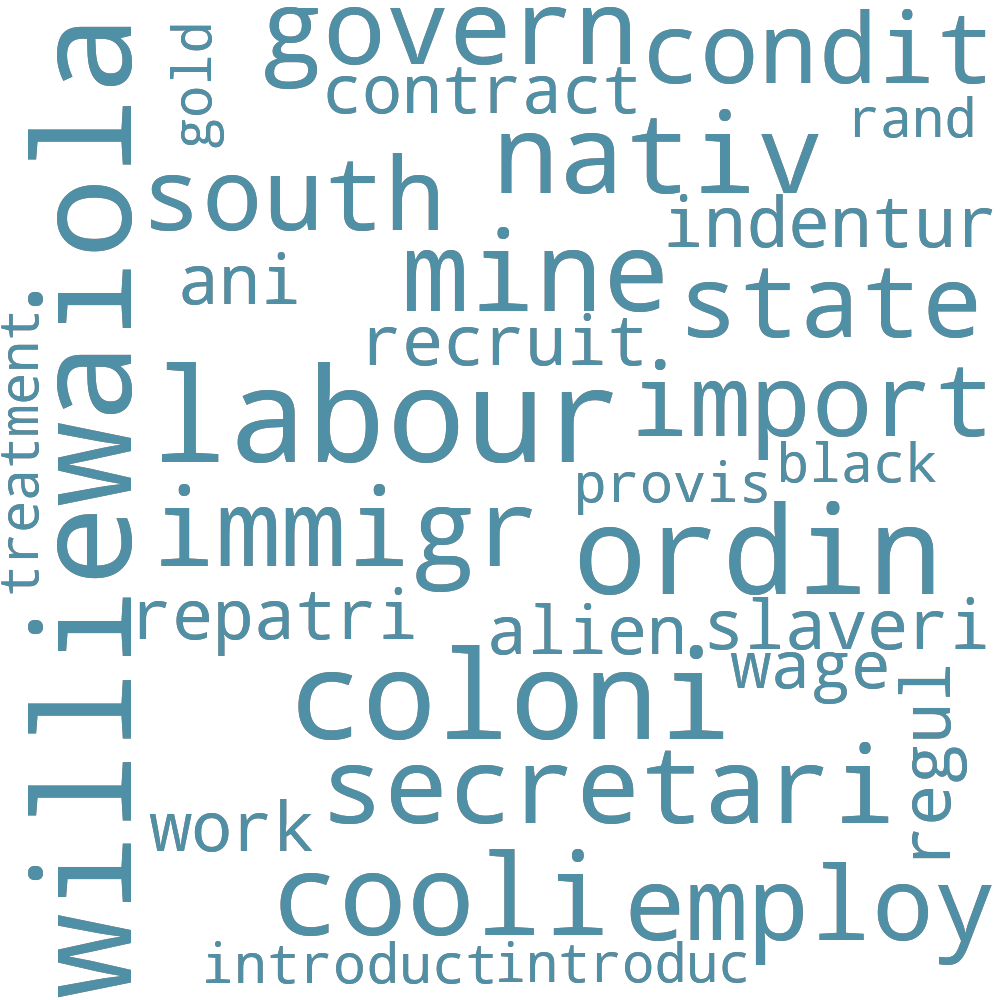 williewaiola
treatment
gold
govern
condit
contract
rand
nativ
south
indentur
ani
mine
state
recruit
labour
import
black
provis
immigr
ordin
repatri
alien
slaveri
wage
coloni
regul
secretari
work
cooli
employ
introduct
introduc